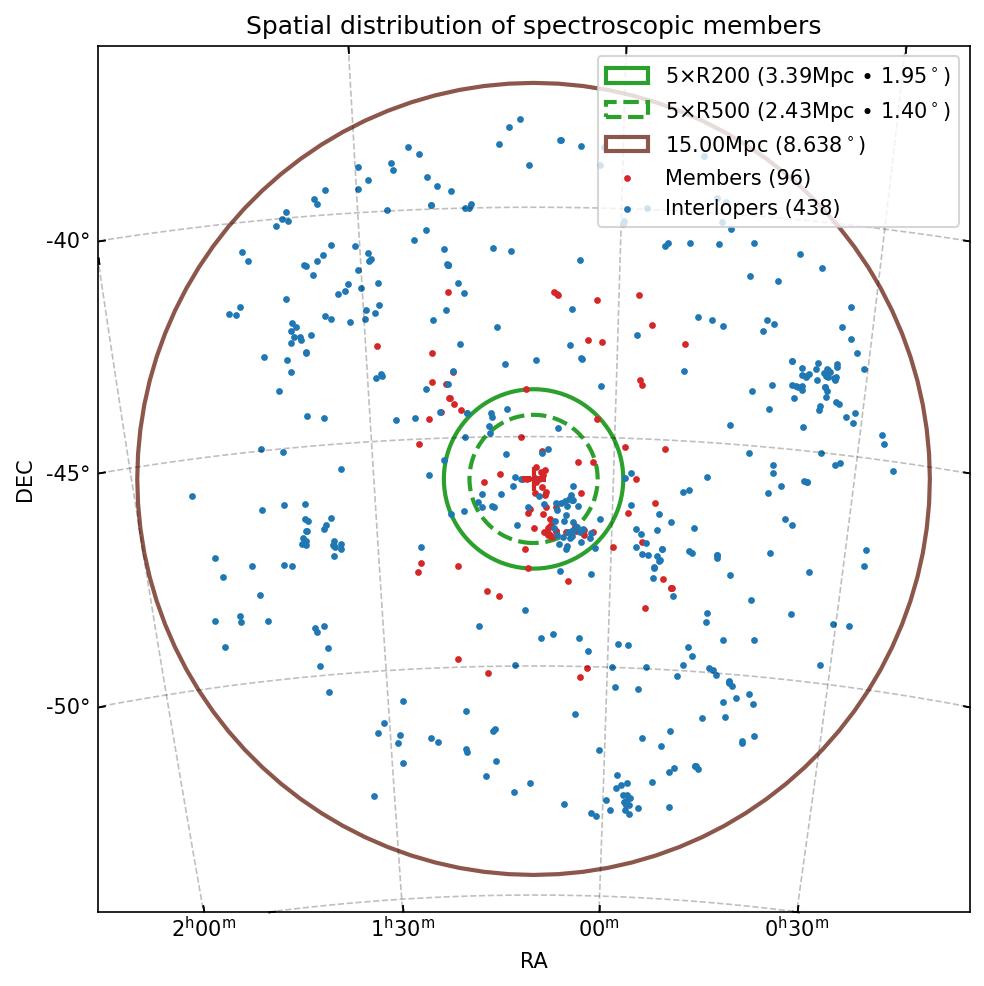 Spatial distribution of spectroscopic members
5×R200 (3.39Mpc • 1.95°)
5×R500 (2.43Mpc • 1.40°)
15.00Mpc (8.638°)
Members (96)
Interlopers (438)
-40°
-45°
-50°
DEC
2h00m
1h30m
00m
0h30m
RA